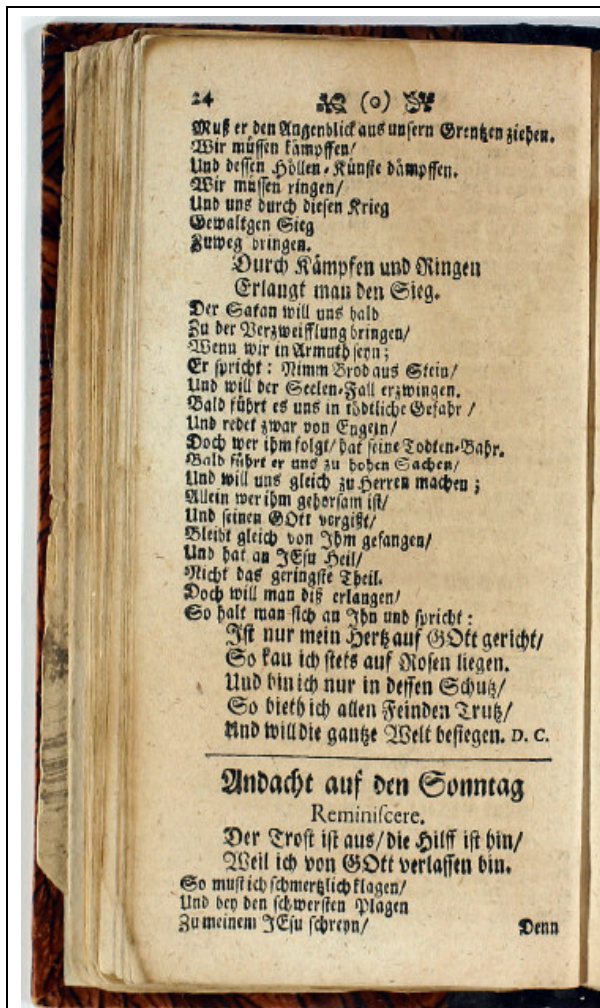 24 (o)
Muß er den Augenblick aus unsern Grentzen ziehen.
Wir müssen kämpffen/
Und dessen Höllen-Künste dämpffen.
Wir müssen ringen/
Und uns durch diesen Krieg
Gewaltgen Sieg
Zuweg bringen.
Durch Kämpfen und Ringen
Erlangt man den Sieg.
Der Satan will uns bald
Zu der Verzweifflung bringen/
Wenn wir in Armuth seyn;
Er spricht: Nimm Brod aus Stein/
Und will der Seelen-Fall erzwingen.
Bald führt es uns in tödtliche Gefahr /
Und redet zwar von Engeln/
Doch wer ihm folgt/ hat seine Todten-Bahr.
Bald führt er uns zu hohen Sachen/
Und will uns gleich zu Herren machen ;
Allein wer ihm gehorsam ist/
Und seinen GOtt vergißt/
Bleibt gleich von Ihm gefangen/
Und hat an JEsu Heil/
Nicht das geringste Theil.
Doch will man diß erlangen/
So halt man sich an Ihn und spricht:
Ist nur mein Hertz auf GOtt gericht/
So kan ich stets auf Rosen liegen.
Und bin ich nur in dessen Schutz/
So bieth ich allen Feinden Trutz/
Und will die gantze Welt besiegen. D. C.
Andacht auf den Sonntag
Reminiscere.
Der Trost ist aus/ die Hilff ist hin/
Weil ich von GOtt verlassen bin.
So must ich schmertzlich klagen/
Und bey den schwersten Plagen
Zu meinem JEsu schreyn/
Denn